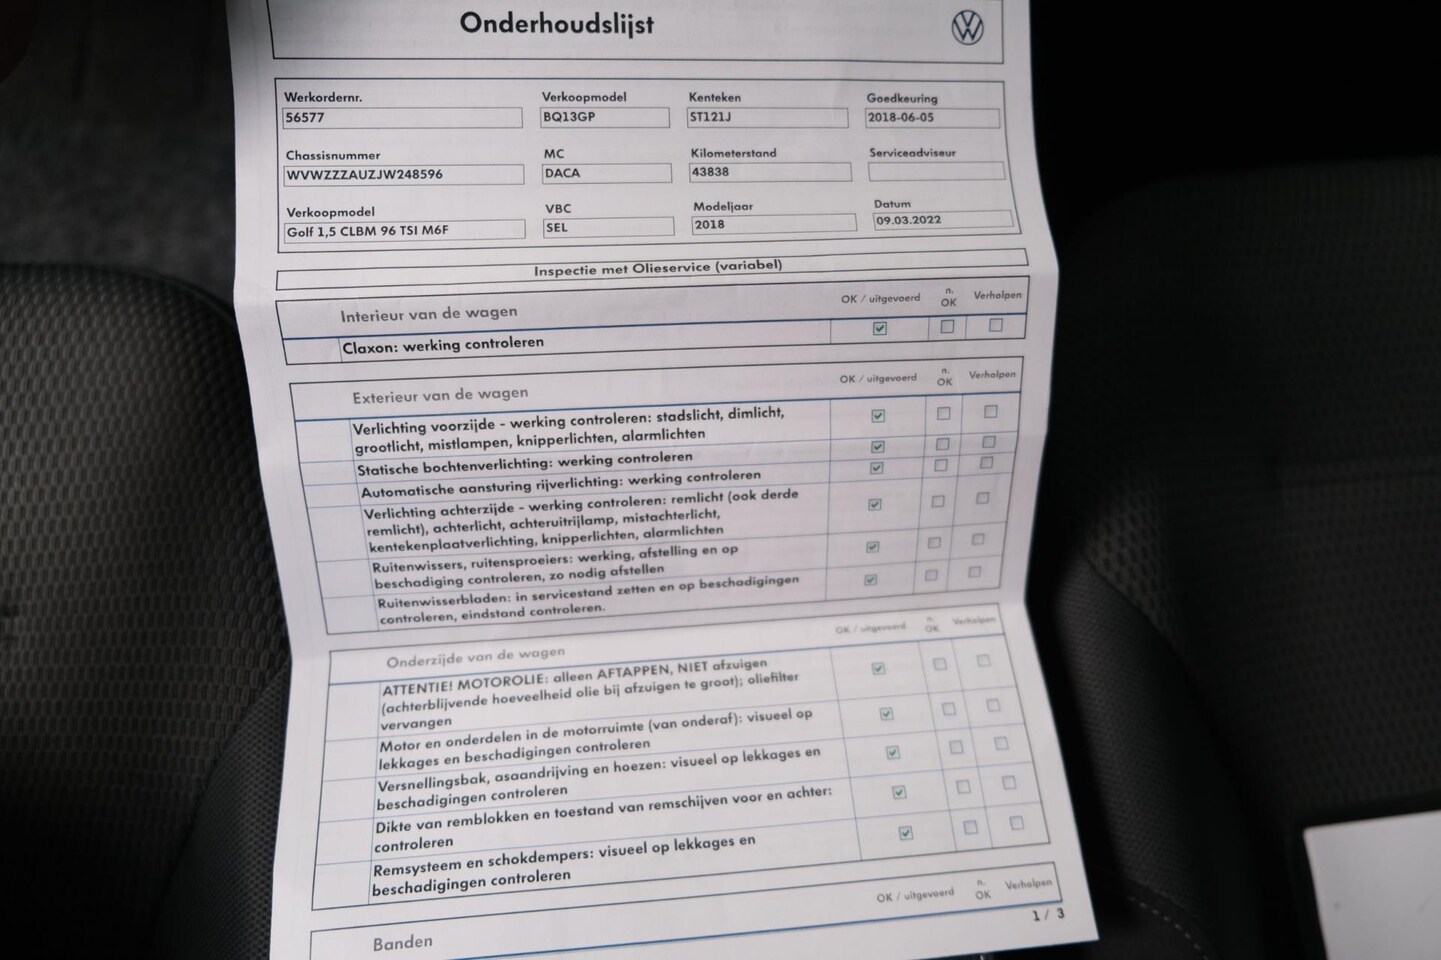 Onderhoudslijst
Werkordernr. Verkoopmodel Kenteken Goedkeuring
56577 BQ13GP ST121J 2018-06-05
Chassisnummer MC Kilometerstand Serviceadviseur
WVWZZZAUZJW248596 DACA 43838
Verkoopmodel VBC Modeljaar Datum
Golf 1,5 CLBM 96 TSI M6F SEL 2018 09.03.2022
Inspectie met Olieservice (variabel)
Interieur van de wagen OK / uitgevoerd n. OK Verholpen
Claxon: werking controleren
Exterieur van de wagen OK / uitgevoerd n. OK Verholpen
Verlichting voorzijde - werking controleren: stadslicht, dimlicht,
grootlicht, mistlampen, knipperlichten, alarmlichten
Statische bochtenverlichting: werking controleren
Automatische aansturing rijverlichting: werking controleren
Verlichting achterzijde - werking controleren: remlicht (ook derde
remlicht), achterlicht, achteruitrijlamp, mistachterlicht,
kentekenplaatverlichting, knipperlichten, alarmlichten
Ruitenwissers, ruitensproeiers: werking, afstelling en op
beschadiging controleren, zo nodig afstellen
Ruitenwisserbladen: in servicestand zetten en op beschadigingen
controleren, eindstand controleren.
Onderzijde van de wagen OK / uitgevoerd n. OK Verholpen
ATTENTIE! MOTOROLIE: alleen AFTAPPEN, NIET afzuigen
(achterblijvende hoeveelheid olie bij afzuigen te groot); oliefilter
vervangen
Motor en onderdelen in de motorruimte (van onderaf): visueel op
lekkages en beschadigingen controleren
Versnellingsbak, asaandrijving en hoezen: visueel op lekkages en
beschadigingen controleren
Dikte van remblokken en toestand van remschijven voor en achter:
controleren
Remsysteem en schokdempers: visueel op lekkages en
beschadigingen controleren
Banden OK / uitgevoerd n. OK Verholpen
1 / 3